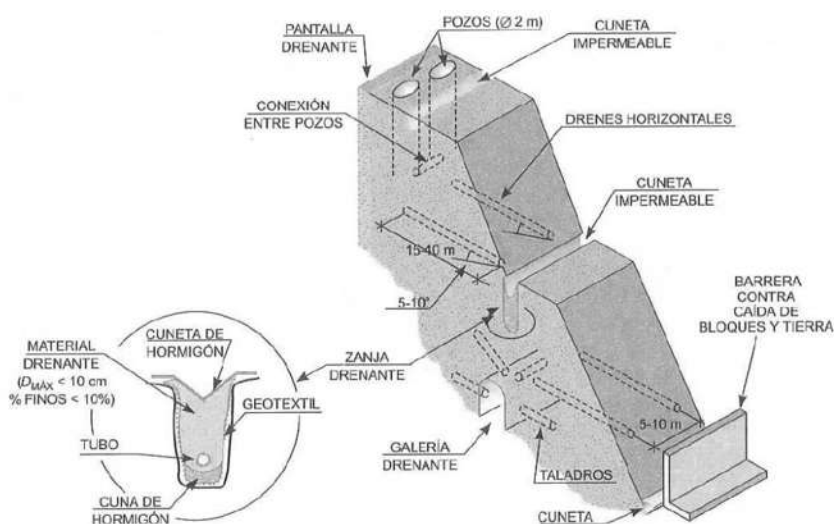 PANTALLA
DRENANTE
POZOS (Ø 2 m)
CUNETA
IMPERMEABLE
CONEXIÓN
ENTRE POZOS
DRENES HORIZONTALES
CUNETA
IMPERMEABLE
15-40 m
5-10°
BARRERA
CONTRA
CAÍDA DE
BLOQUES Y TIERRA
ZANJA
DRENANTE
CUNETA DE
HORMIGÓN
MATERIAL
DRENANTE
(DMÁX < 10 cm
% FINOS < 10%)
GEOTEXTIL
TUBO
CUNA DE
HORMIGÓN
GALERÍA
DRENANTE
TALADROS
5-10 m
CUNETA